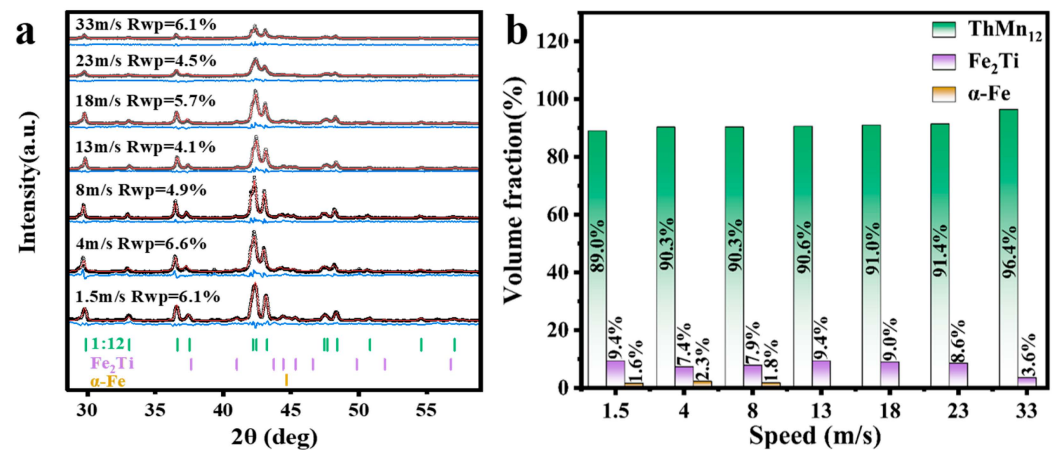 a
33m/s Rwp=6.1%
23m/s Rwp=4.5%
18m/s Rwp=5.7%
13m/s Rwp=4.1%
8m/s Rwp=4.9%
4m/s Rwp=6.6%
1.5m/s Rwp=6.1%
1:12
Fe₂Ti
α-Fe
Intensity(a.u.)
30 35 40 45 50 55
2θ (deg)
b
ThMn₁₂
Fe₂Ti
α-Fe
Volume fraction(%)
120
100
80
60
40
20
0
89.0% 90.3% 90.3% 90.6% 91.0% 91.4% 96.4%
9.4% 7.4% 7.9% 9.4% 9.0% 8.6% 3.6%
1.6% 2.3% 1.8%
1.5 4 8 13 18 23 33
Speed (m/s)